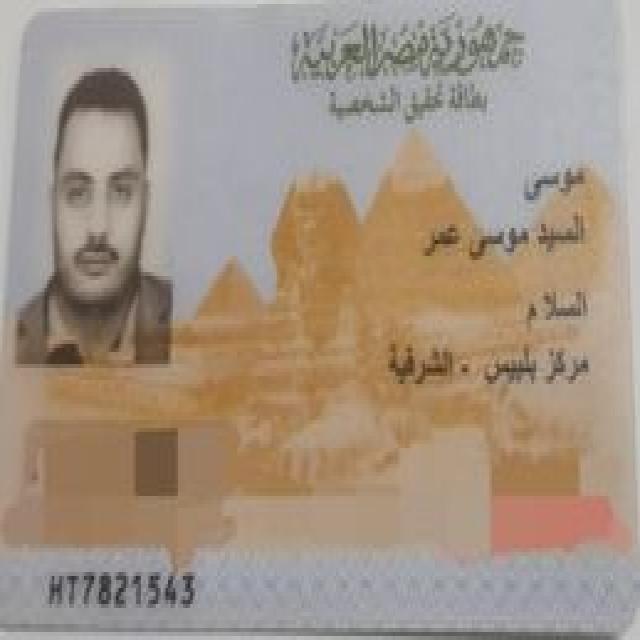 جمهورية مصر العربية
بطاقة تحقيق الشخصية
موسى
السيد موسى عمر
السلام
مركز بلبيس - الشرقية
HT7821543